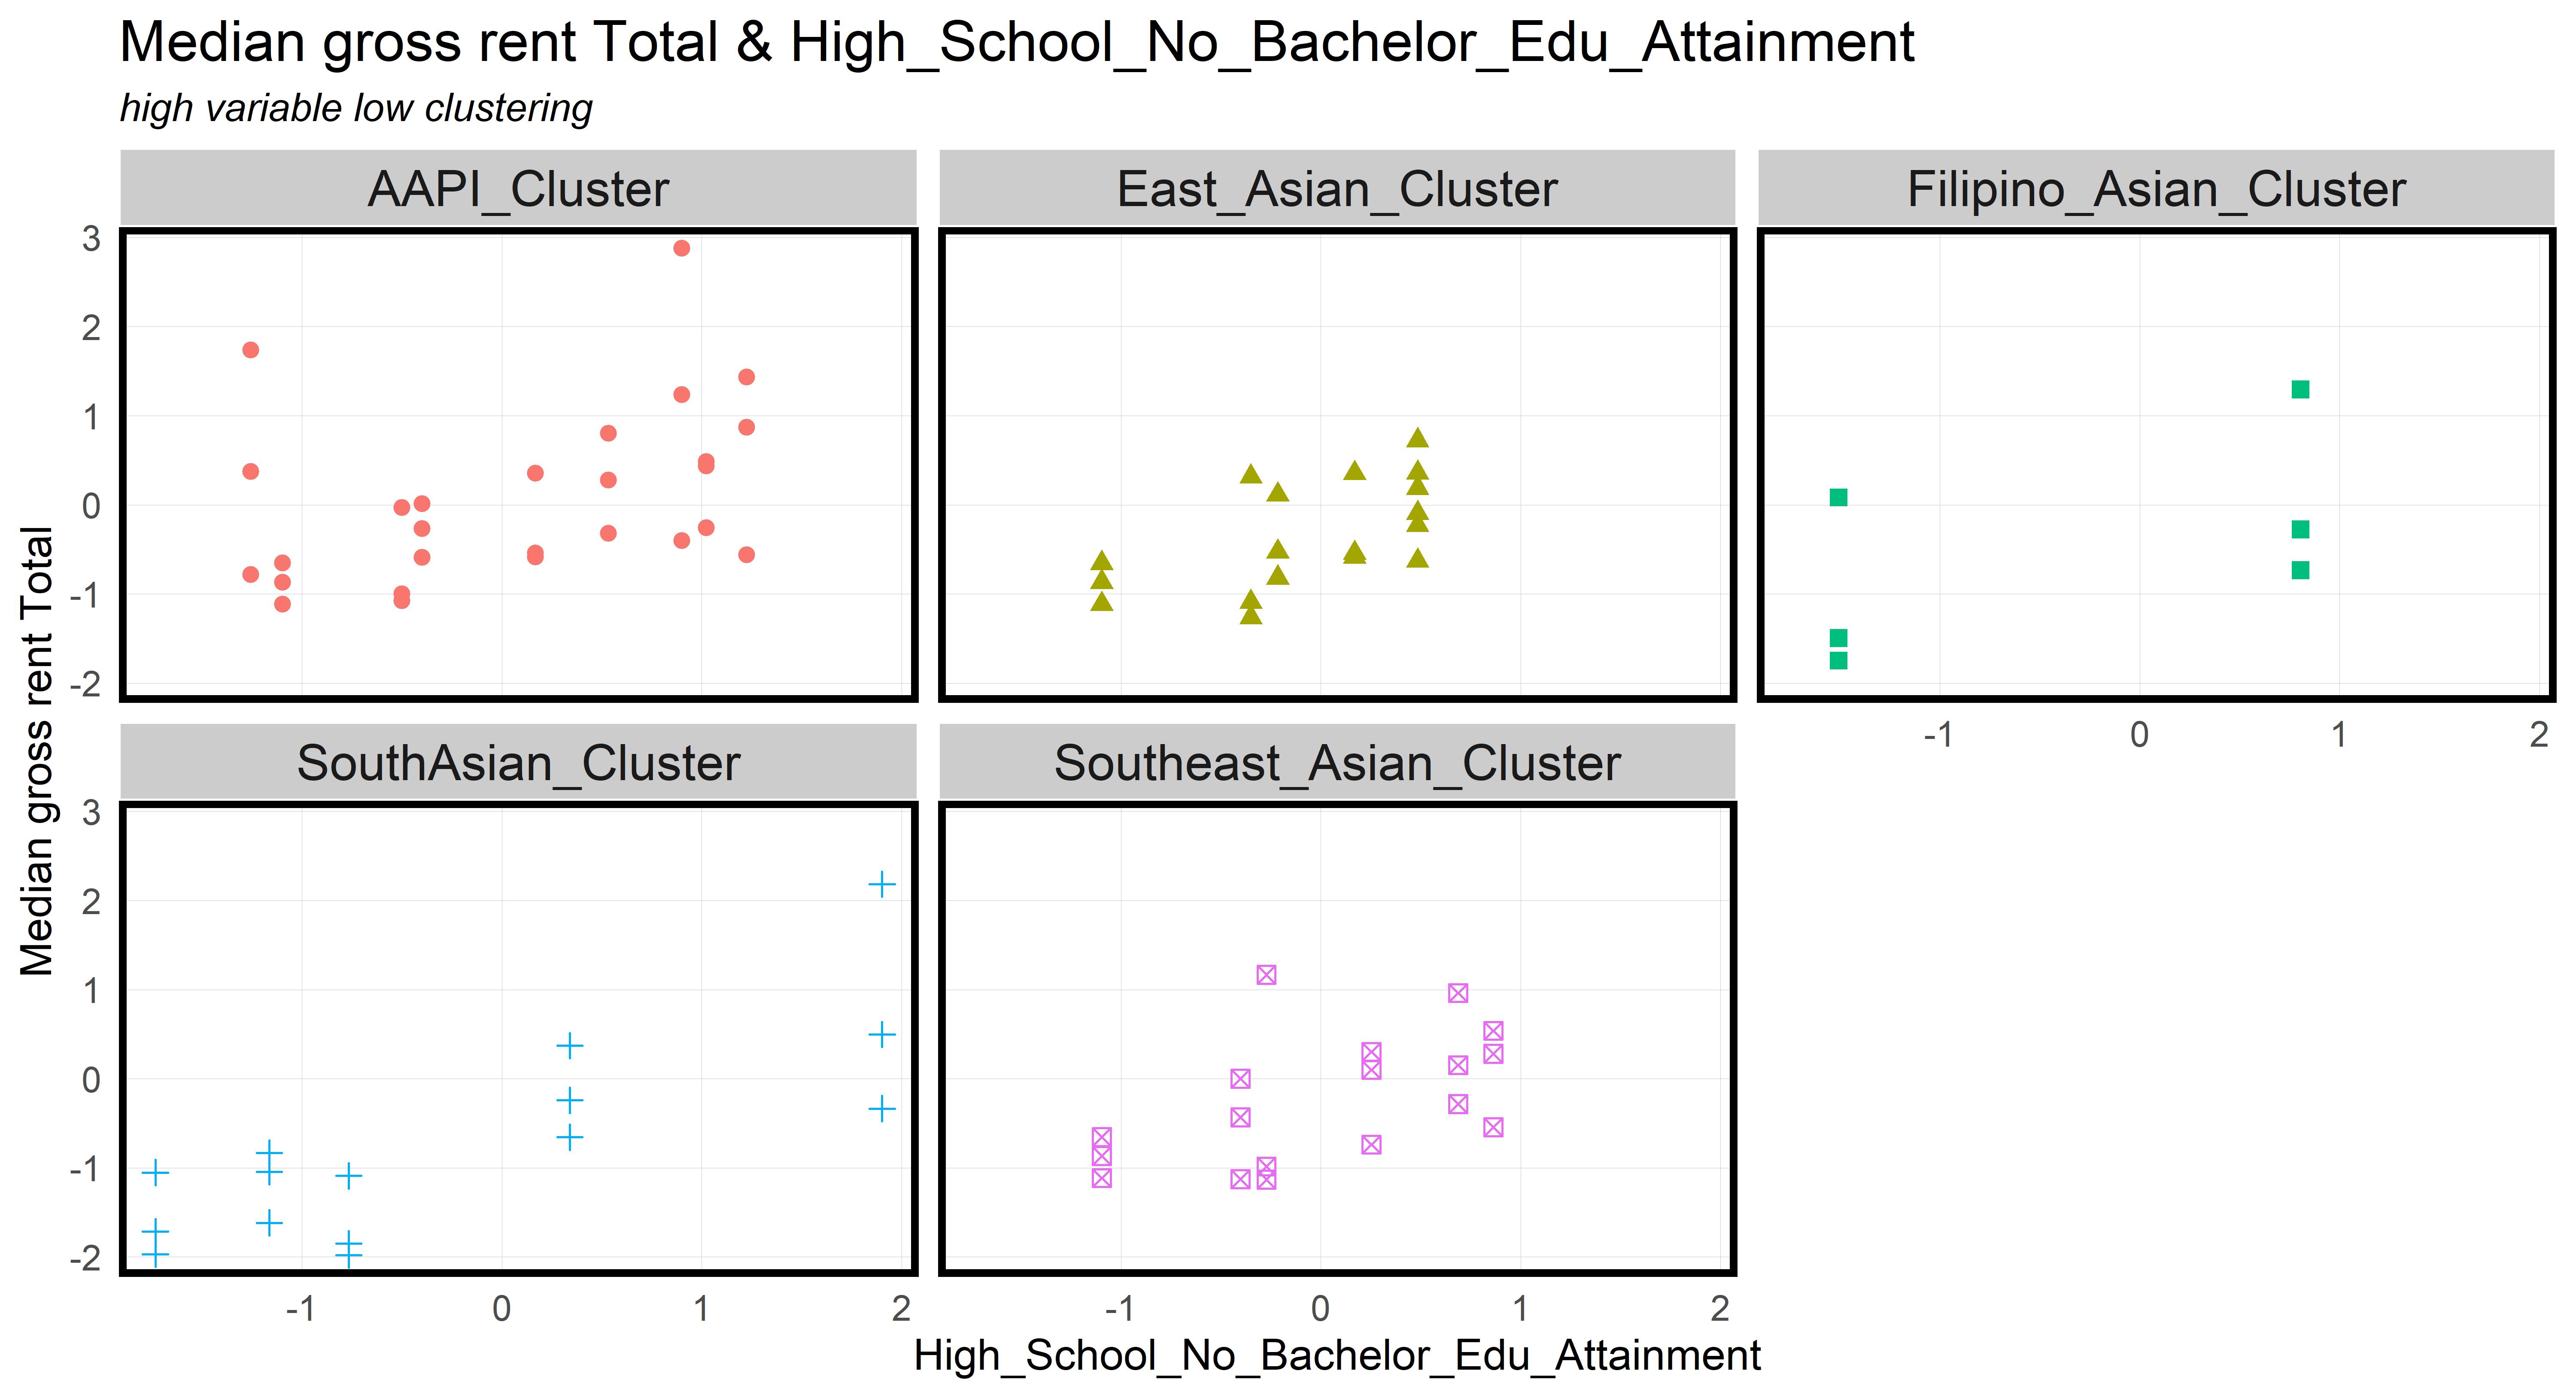 Median gross rent Total & High_School_No_Bachelor_Edu_Attainment
high variable low clustering
AAPI_Cluster
East_Asian_Cluster
Filipino_Asian_Cluster
3
2
1
0
-1
-2
-1
0
1
2
SouthAsian_Cluster
Southeast_Asian_Cluster
3
2
1
0
-1
-2
-1
0
1
2
-1
0
1
2
Median gross rent Total
High_School_No_Bachelor_Edu_Attainment